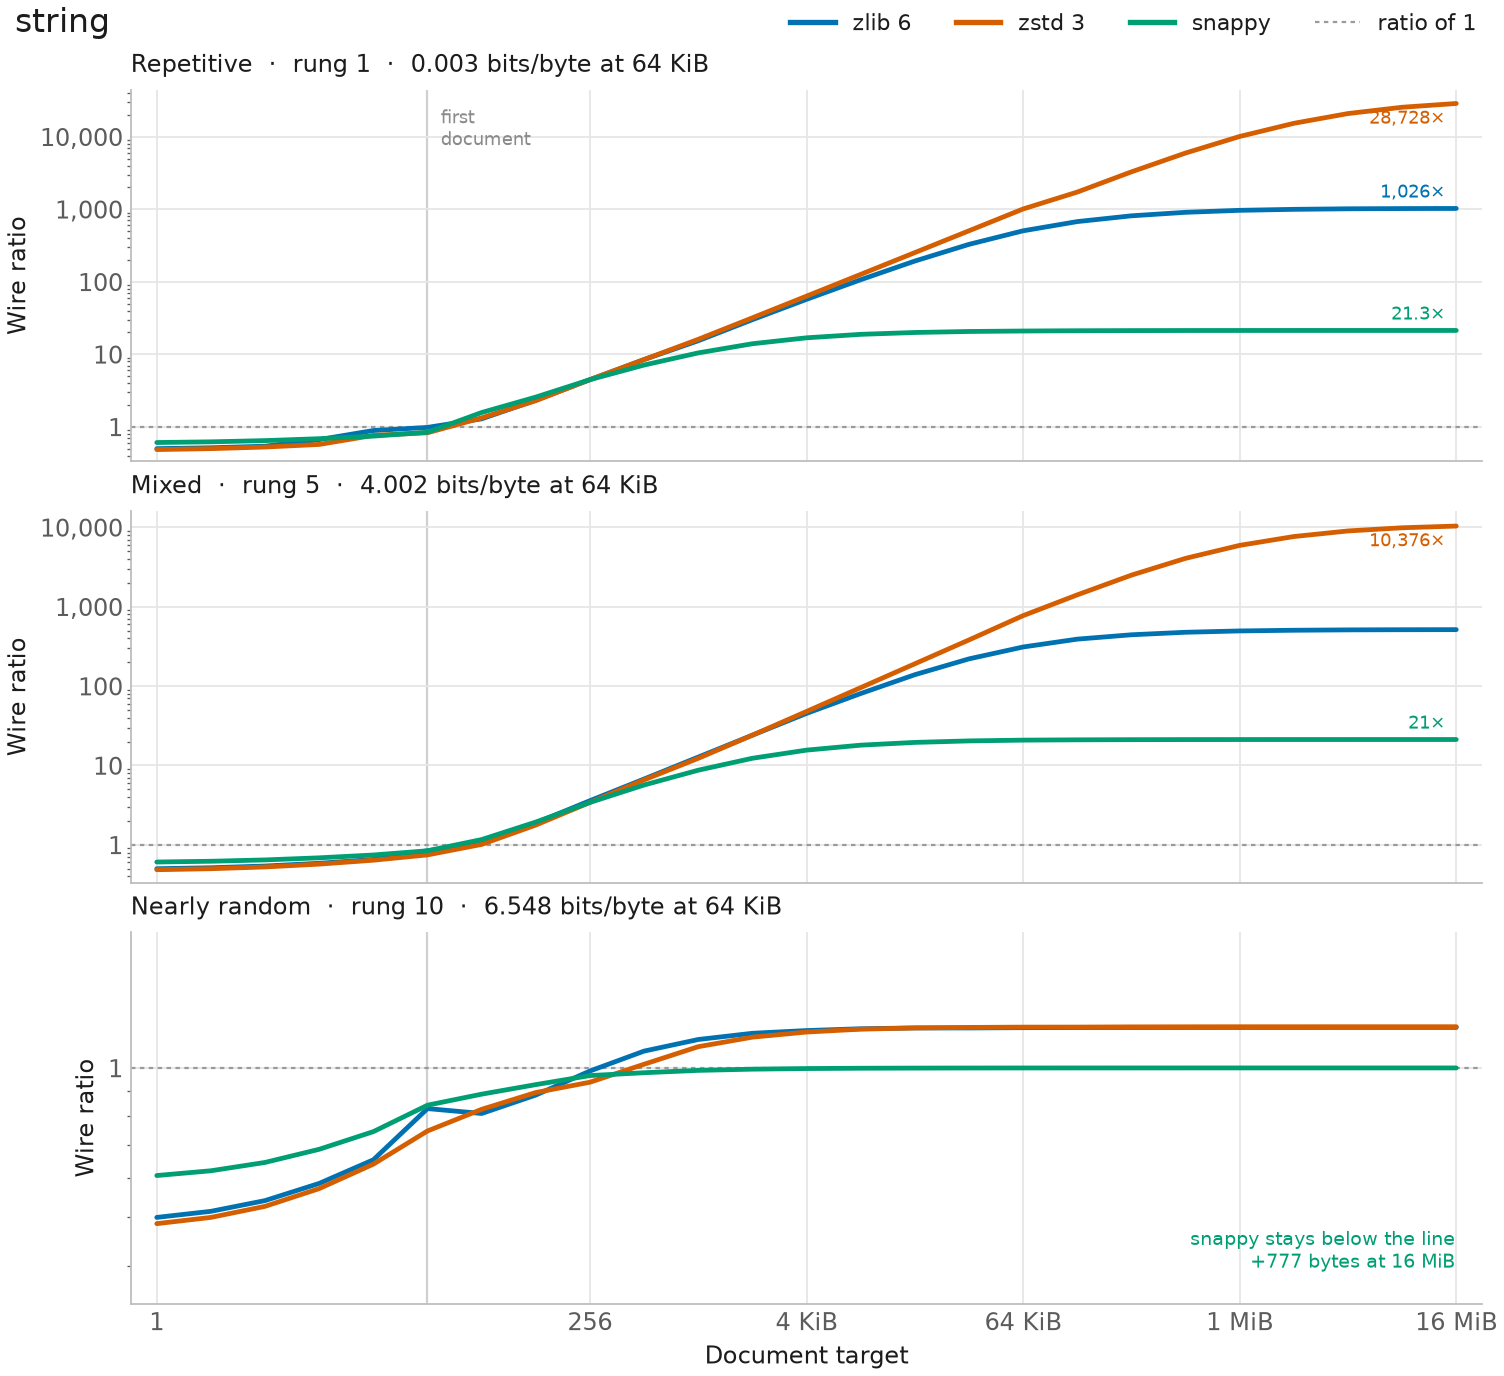 string
zlib 6
zstd 3
snappy
ratio of 1
Repetitive · rung 1 · 0.003 bits/byte at 64 KiB
first
document
10,000
1,000
100
10
1
Wire ratio
28,728×
1,026×
21.3×
Mixed · rung 5 · 4.002 bits/byte at 64 KiB
10,000
1,000
100
10
1
Wire ratio
10,376×
21×
Nearly random · rung 10 · 6.548 bits/byte at 64 KiB
1
Wire ratio
snappy stays below the line
+777 bytes at 16 MiB
1
256
4 KiB
64 KiB
1 MiB
16 MiB
Document target